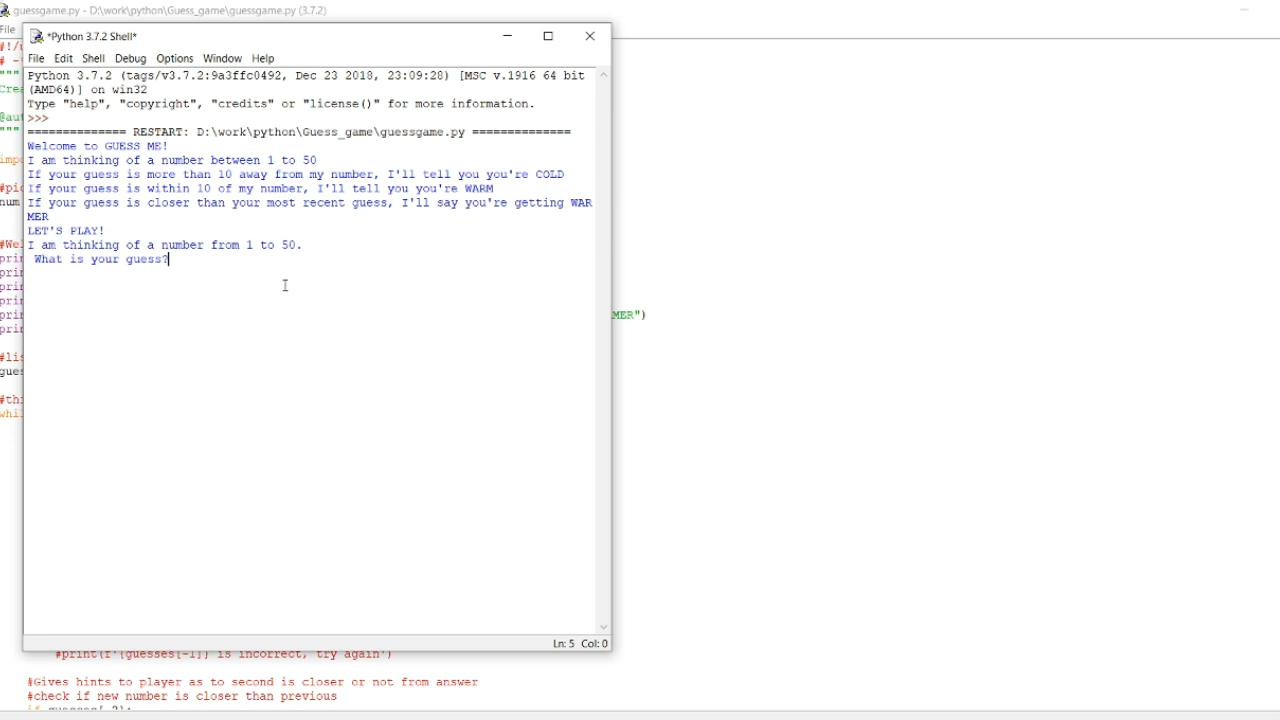 guessgame.py - D:\work\python\Guess_game\guessgame.py (3.7.2)
File
*Python 3.7.2 Shell*
File Edit Shell Debug Options Window Help
Python 3.7.2 (tags/v3.7.2:9a3ffc0492, Dec 23 2018, 23:09:28) [MSC v.1916 64 bit
(AMD64)] on win32
Type "help", "copyright", "credits" or "license()" for more information.
>>>
============== RESTART: D:\work\python\Guess_game\guessgame.py ==============
Welcome to GUESS ME!
I am thinking of a number between 1 to 50
If your guess is more than 10 away from my number, I'll tell you you're COLD
If your guess is within 10 of my number, I'll tell you you're WARM
If your guess is closer than your most recent guess, I'll say you're getting WAR
MER
LET'S PLAY!
I am thinking of a number from 1 to 50.
What is your guess?
MER")
Ln: 5 Col: 0
#print(f'{guesses[-1]} is incorrect, try again')
#Gives hints to player as to second is closer or not from answer
#check if new number is closer than previous
if guesses[-2]: